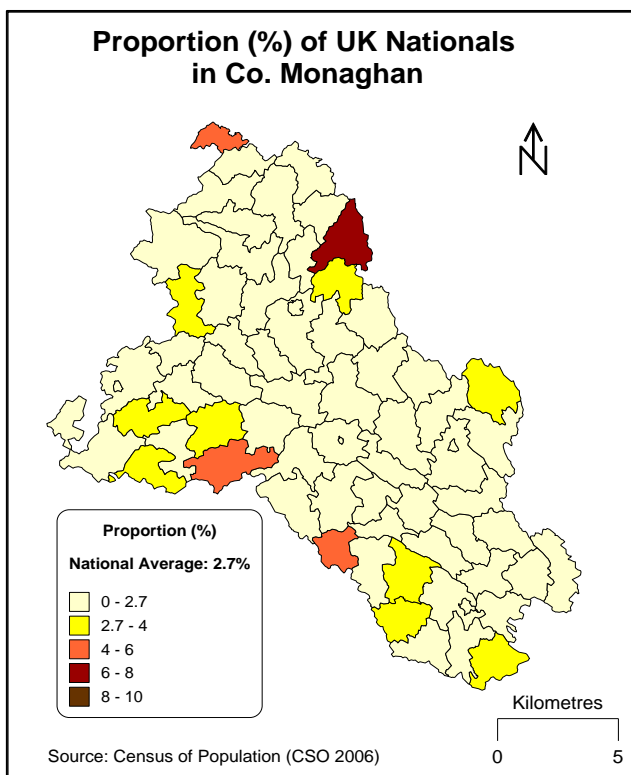 Proportion (%) of UK Nationals
in Co. Monaghan
N
Proportion (%)
National Average: 2.7%
0 - 2.7
2.7 - 4
4 - 6
6 - 8
8 - 10
Kilometres
0 5
Source: Census of Population (CSO 2006)